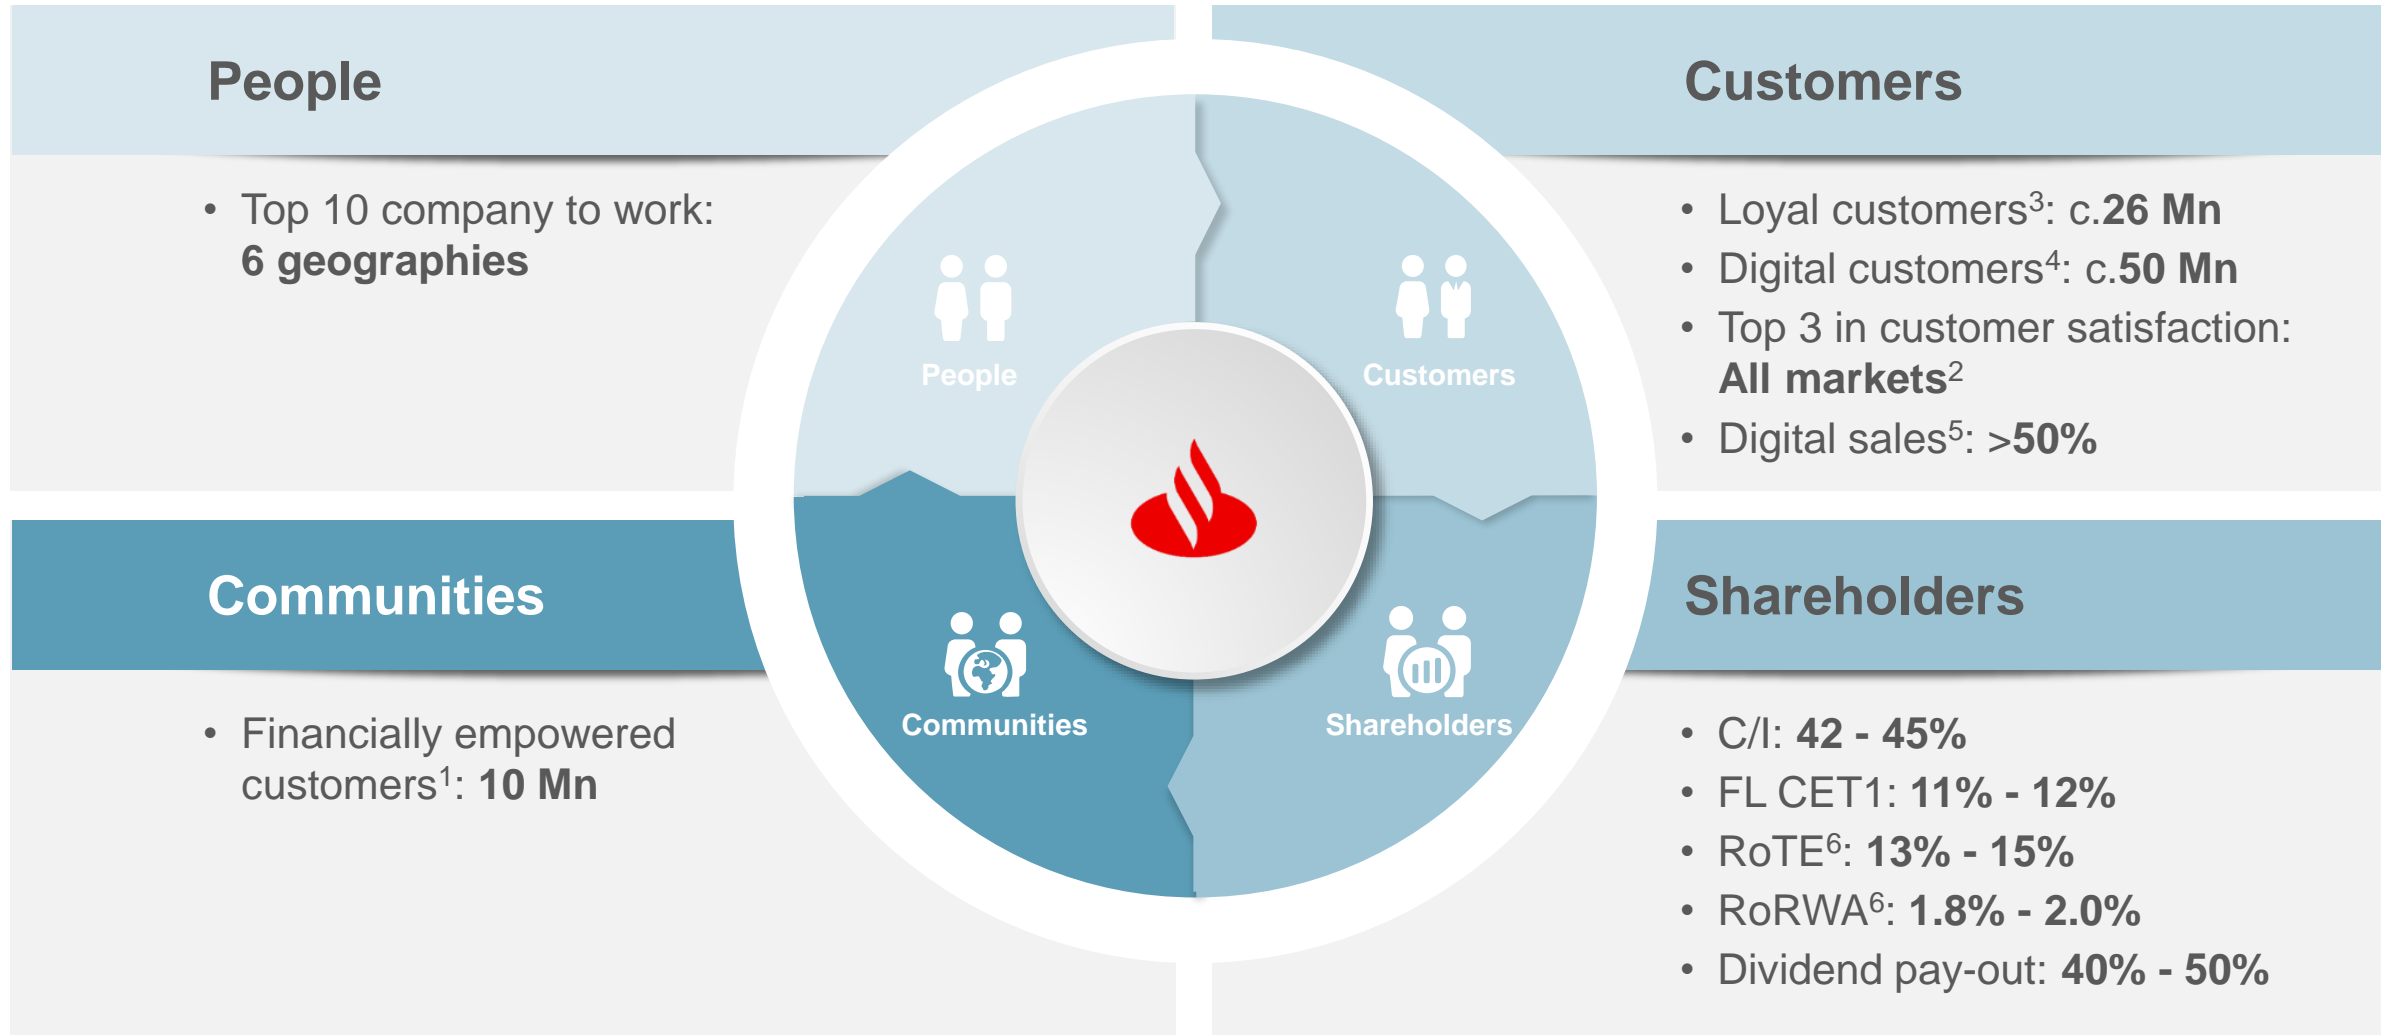 People
• Top 10 company to work:
6 geographies
Customers
• Loyal customers³: c.26 Mn
• Digital customers⁴: c.50 Mn
• Top 3 in customer satisfaction:
All markets²
• Digital sales⁵: >50%
People
Customers
Communities
Shareholders
Communities
• Financially empowered
customers¹: 10 Mn
Shareholders
• C/I: 42 - 45%
• FL CET1: 11% - 12%
• RoTE⁶: 13% - 15%
• RoRWA⁶: 1.8% - 2.0%
• Dividend pay-out: 40% - 50%